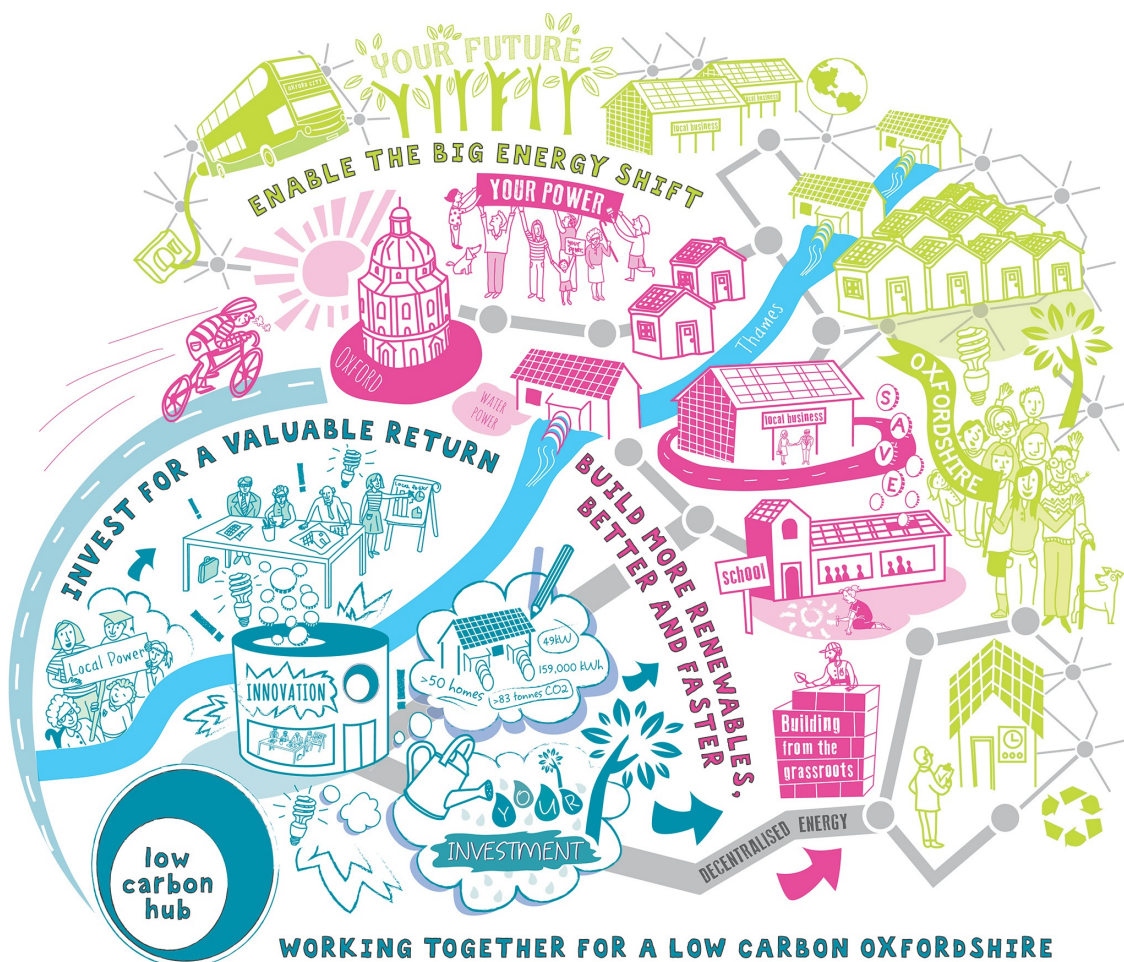 YOUR FUTURE
OXFORD CITY
local business
local business
ENABLE THE BIG ENERGY SHIFT
YOUR POWER
OXFORD
Thames
WATER POWER
local business
SAVE
OXFORDSHIRE
INVEST FOR A VALUABLE RETURN
BUILD MORE RENEWABLES,
BETTER AND FASTER
school
Local Power
INNOVATION
49kW
159,000 kWh
>50 homes
>83 tonnes CO2
Building
from the
grassroots
YOUR
INVESTMENT
DECENTRALISED ENERGY
low
carbon
hub
WORKING TOGETHER FOR A LOW CARBON OXFORDSHIRE